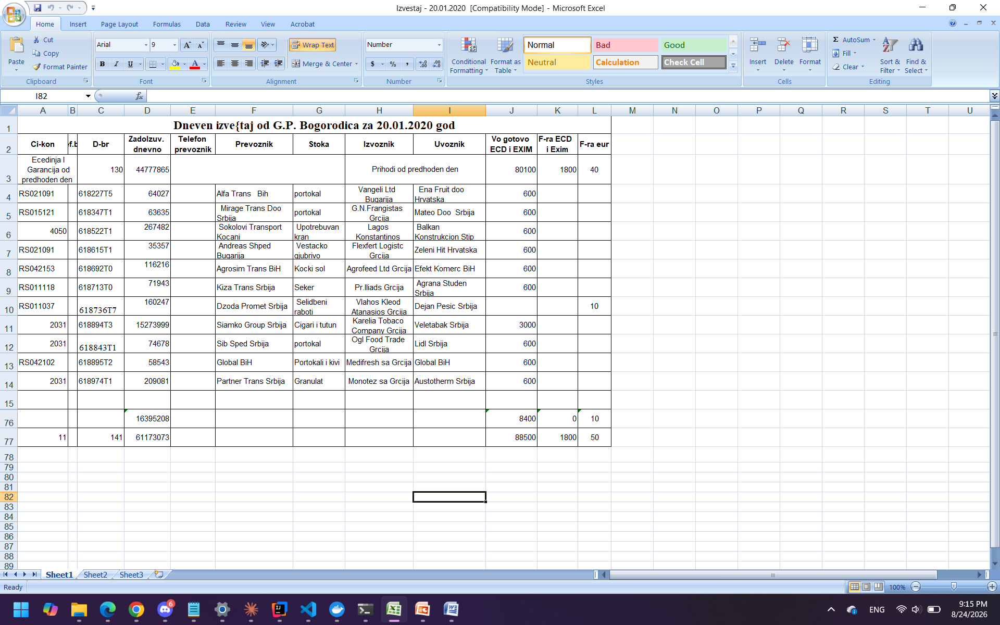 Izvestaj - 20.01.2020  [Compatibility Mode] - Microsoft Excel
Home Insert Page Layout Formulas Data Review View Acrobat
Paste Cut Copy Format Painter Clipboard
Arial 9 B I U A Font
Wrap Text Merge & Center Alignment
Number $ % , Number
Conditional Formatting Format as Table Normal Bad Good Neutral Calculation Check Cell Styles
Insert Delete Format Cells
Σ AutoSum Fill Clear Sort & Filter Find & Select Editing
I82 fx
A B C D E F G H I J K L M N O P Q R S T U
1 Dneven izve{taj od G.P. Bogorodica za 20.01.2020 god
2 Ci-kon D-br Zadolzuv. dnevno Telefon prevoznik Prevoznik Stoka Izvoznik Uvoznik Vo gotovo ECD i EXIM F-ra ECD i Exim F-ra eur
3 Ecedinja I Garancija od predhoden den 130 44777865 Prihodi od predhoden den 80100 1800 40
4 RS021091 618227T5 64027 Alfa Trans Bih portokal Vangeli Ltd Bugarija Ena Fruit doo Hrvatska 600
5 RS015121 618347T1 63635 Mirage Trans Doo Srbija portokal G.N.Frangistas Grcija Mateo Doo Srbija 600
6 4050 618522T1 267482 Sokolovi Transport Kocani Upotrebuvan kran Lagos Konstantinos Balkan Konstrukcion Stip 600
7 RS021091 618615T1 35357 Andreas Shped Bugarija Vestacko gjubrivo Flexfert Logistc Grcija Zeleni Hit Hrvatska 600
8 RS042153 618692T0 116216 Agrosim Trans BiH Kocki sol Agrofeed Ltd Grcija Efekt Komerc BiH 600
9 RS011118 618713T0 71943 Kiza Trans Srbija Seker Pr.Iliads Grcija Agrana Studen Srbija 600
10 RS011037 618736T7 160247 Dzoda Promet Srbija Selidbeni raboti Vlahos Kleod Atanasios Grcija Dejan Pesic Srbija 10
11 2031 618894T3 15273999 Siamko Group Srbija Cigari i tutun Karelia Tobaco Company Grcija Veletabak Srbija 3000
12 2031 618843T1 74678 Sib Sped Srbija portokal Ogl Food Trade Grcija Lidl Srbija 600
13 RS042102 618895T2 58543 Global BiH Portokali i kivi Medifresh sa Grcija Global BiH 600
14 2031 618974T1 209081 Partner Trans Srbija Granulat Monotez sa Grcija Austotherm Srbija 600
15
76 16395208 8400 0 10
77 11 141 61173073 88500 1800 50
78
79
80
81
82
83
84
85
86
87
88
89
Sheet1 Sheet2 Sheet3
Ready 100%
6 ENG 9:15 PM
8/24/2026